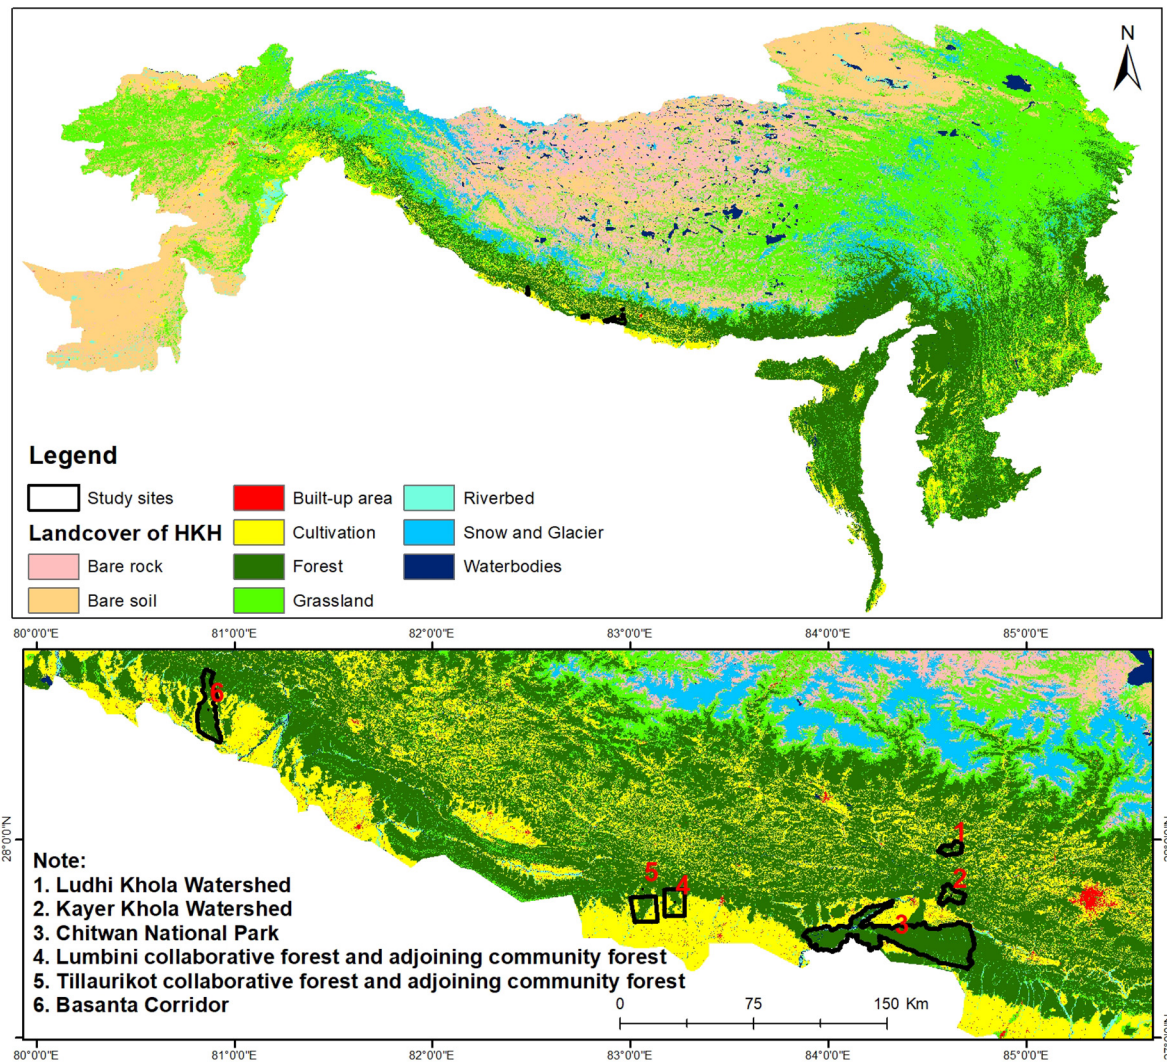 N
Legend
Study sites
Built-up area
Riverbed
Landcover of HKH
Cultivation
Snow and Glacier
Bare rock
Forest
Waterbodies
Bare soil
Grassland
80°0'0"E 81°0'0"E 82°0'0"E 83°0'0"E 84°0'0"E 85°0'0"E
6
28°0'0"N
1
5 4
2
3
Note:
1. Ludhi Khola Watershed
2. Kayer Khola Watershed
3. Chitwan National Park
4. Lumbini collaborative forest and adjoining community forest
5. Tillaurikot collaborative forest and adjoining community forest
6. Basanta Corridor
0 75 150 Km
80°0'0"E 81°0'0"E 82°0'0"E 83°0'0"E 84°0'0"E 85°0'0"E